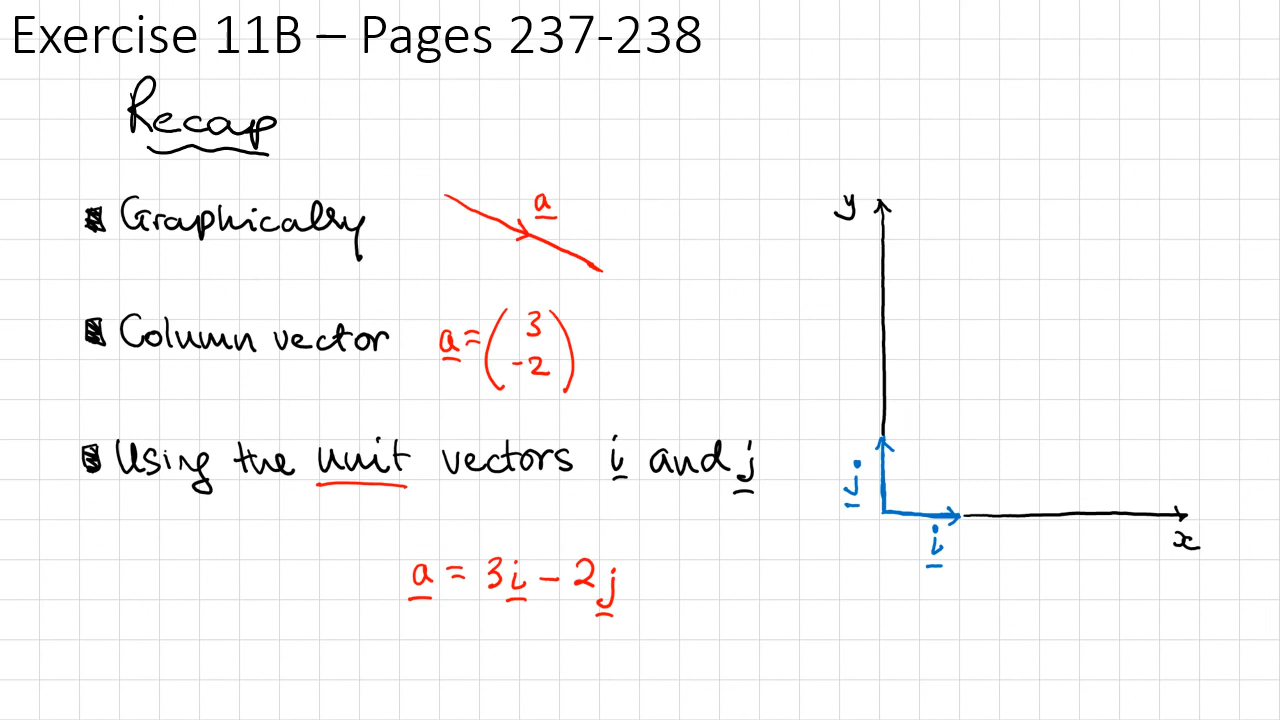 Exercise 11B – Pages 237-238
Recap
Graphically
a
Column vector a = ( 3 -2 )
Using the unit vectors i and j
a = 3i - 2j
y
j
i
x